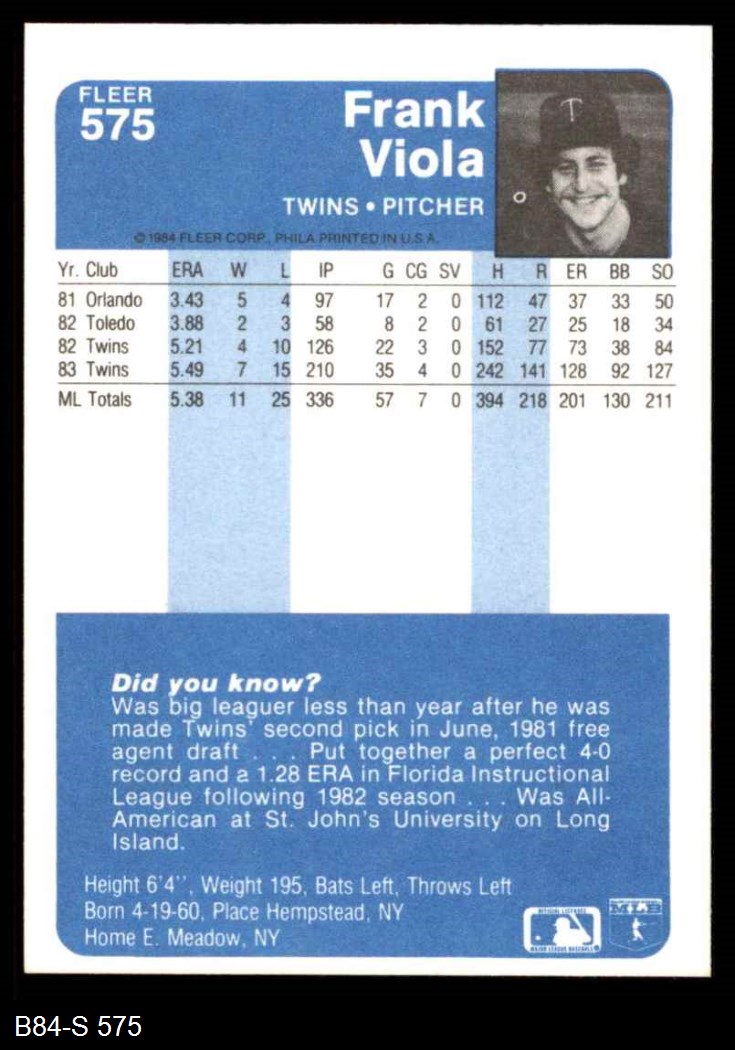 FLEER
575
Frank
Viola
TWINS • PITCHER
© 1984 FLEER CORP., PHILA PRINTED IN U.S.A.
T
Yr. Club ERA W L IP G CG SV H R ER BB SO
81 Orlando 3.43 5 4 97 17 2 0 112 47 37 33 50
82 Toledo 3.88 2 3 58 8 2 0 61 27 25 18 34
82 Twins 5.21 4 10 126 22 3 0 152 77 73 38 84
83 Twins 5.49 7 15 210 35 4 0 242 141 128 92 127
ML Totals 5.38 11 25 336 57 7 0 394 218 201 130 211
Did you know?
Was big leaguer less than year after he was
made Twins' second pick in June, 1981 free
agent draft . . . Put together a perfect 4-0
record and a 1.28 ERA in Florida Instructional
League following 1982 season . . . Was All-
American at St. John's University on Long
Island.
Height 6'4'', Weight 195, Bats Left, Throws Left
Born 4-19-60, Place Hempstead, NY
Home E. Meadow, NY
OFFICIAL LICENSEE
MAJOR LEAGUE BASEBALL
B84-S 575